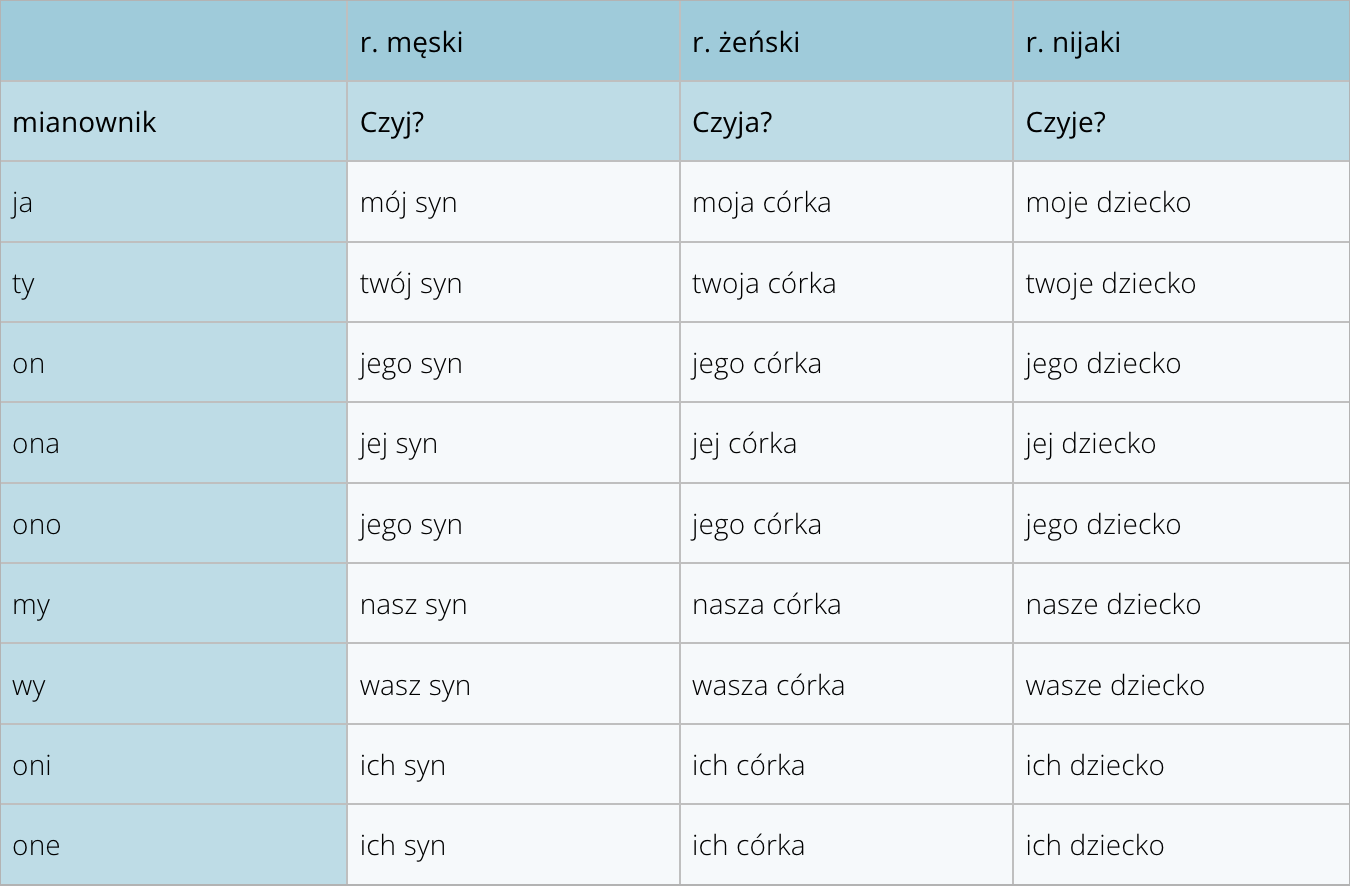 r. męski r. żeński r. nijaki
mianownik Czyj? Czyja? Czyje?
ja mój syn moja córka moje dziecko
ty twój syn twoja córka twoje dziecko
on jego syn jego córka jego dziecko
ona jej syn jej córka jej dziecko
ono jego syn jego córka jego dziecko
my nasz syn nasza córka nasze dziecko
wy wasz syn wasza córka wasze dziecko
oni ich syn ich córka ich dziecko
one ich syn ich córka ich dziecko